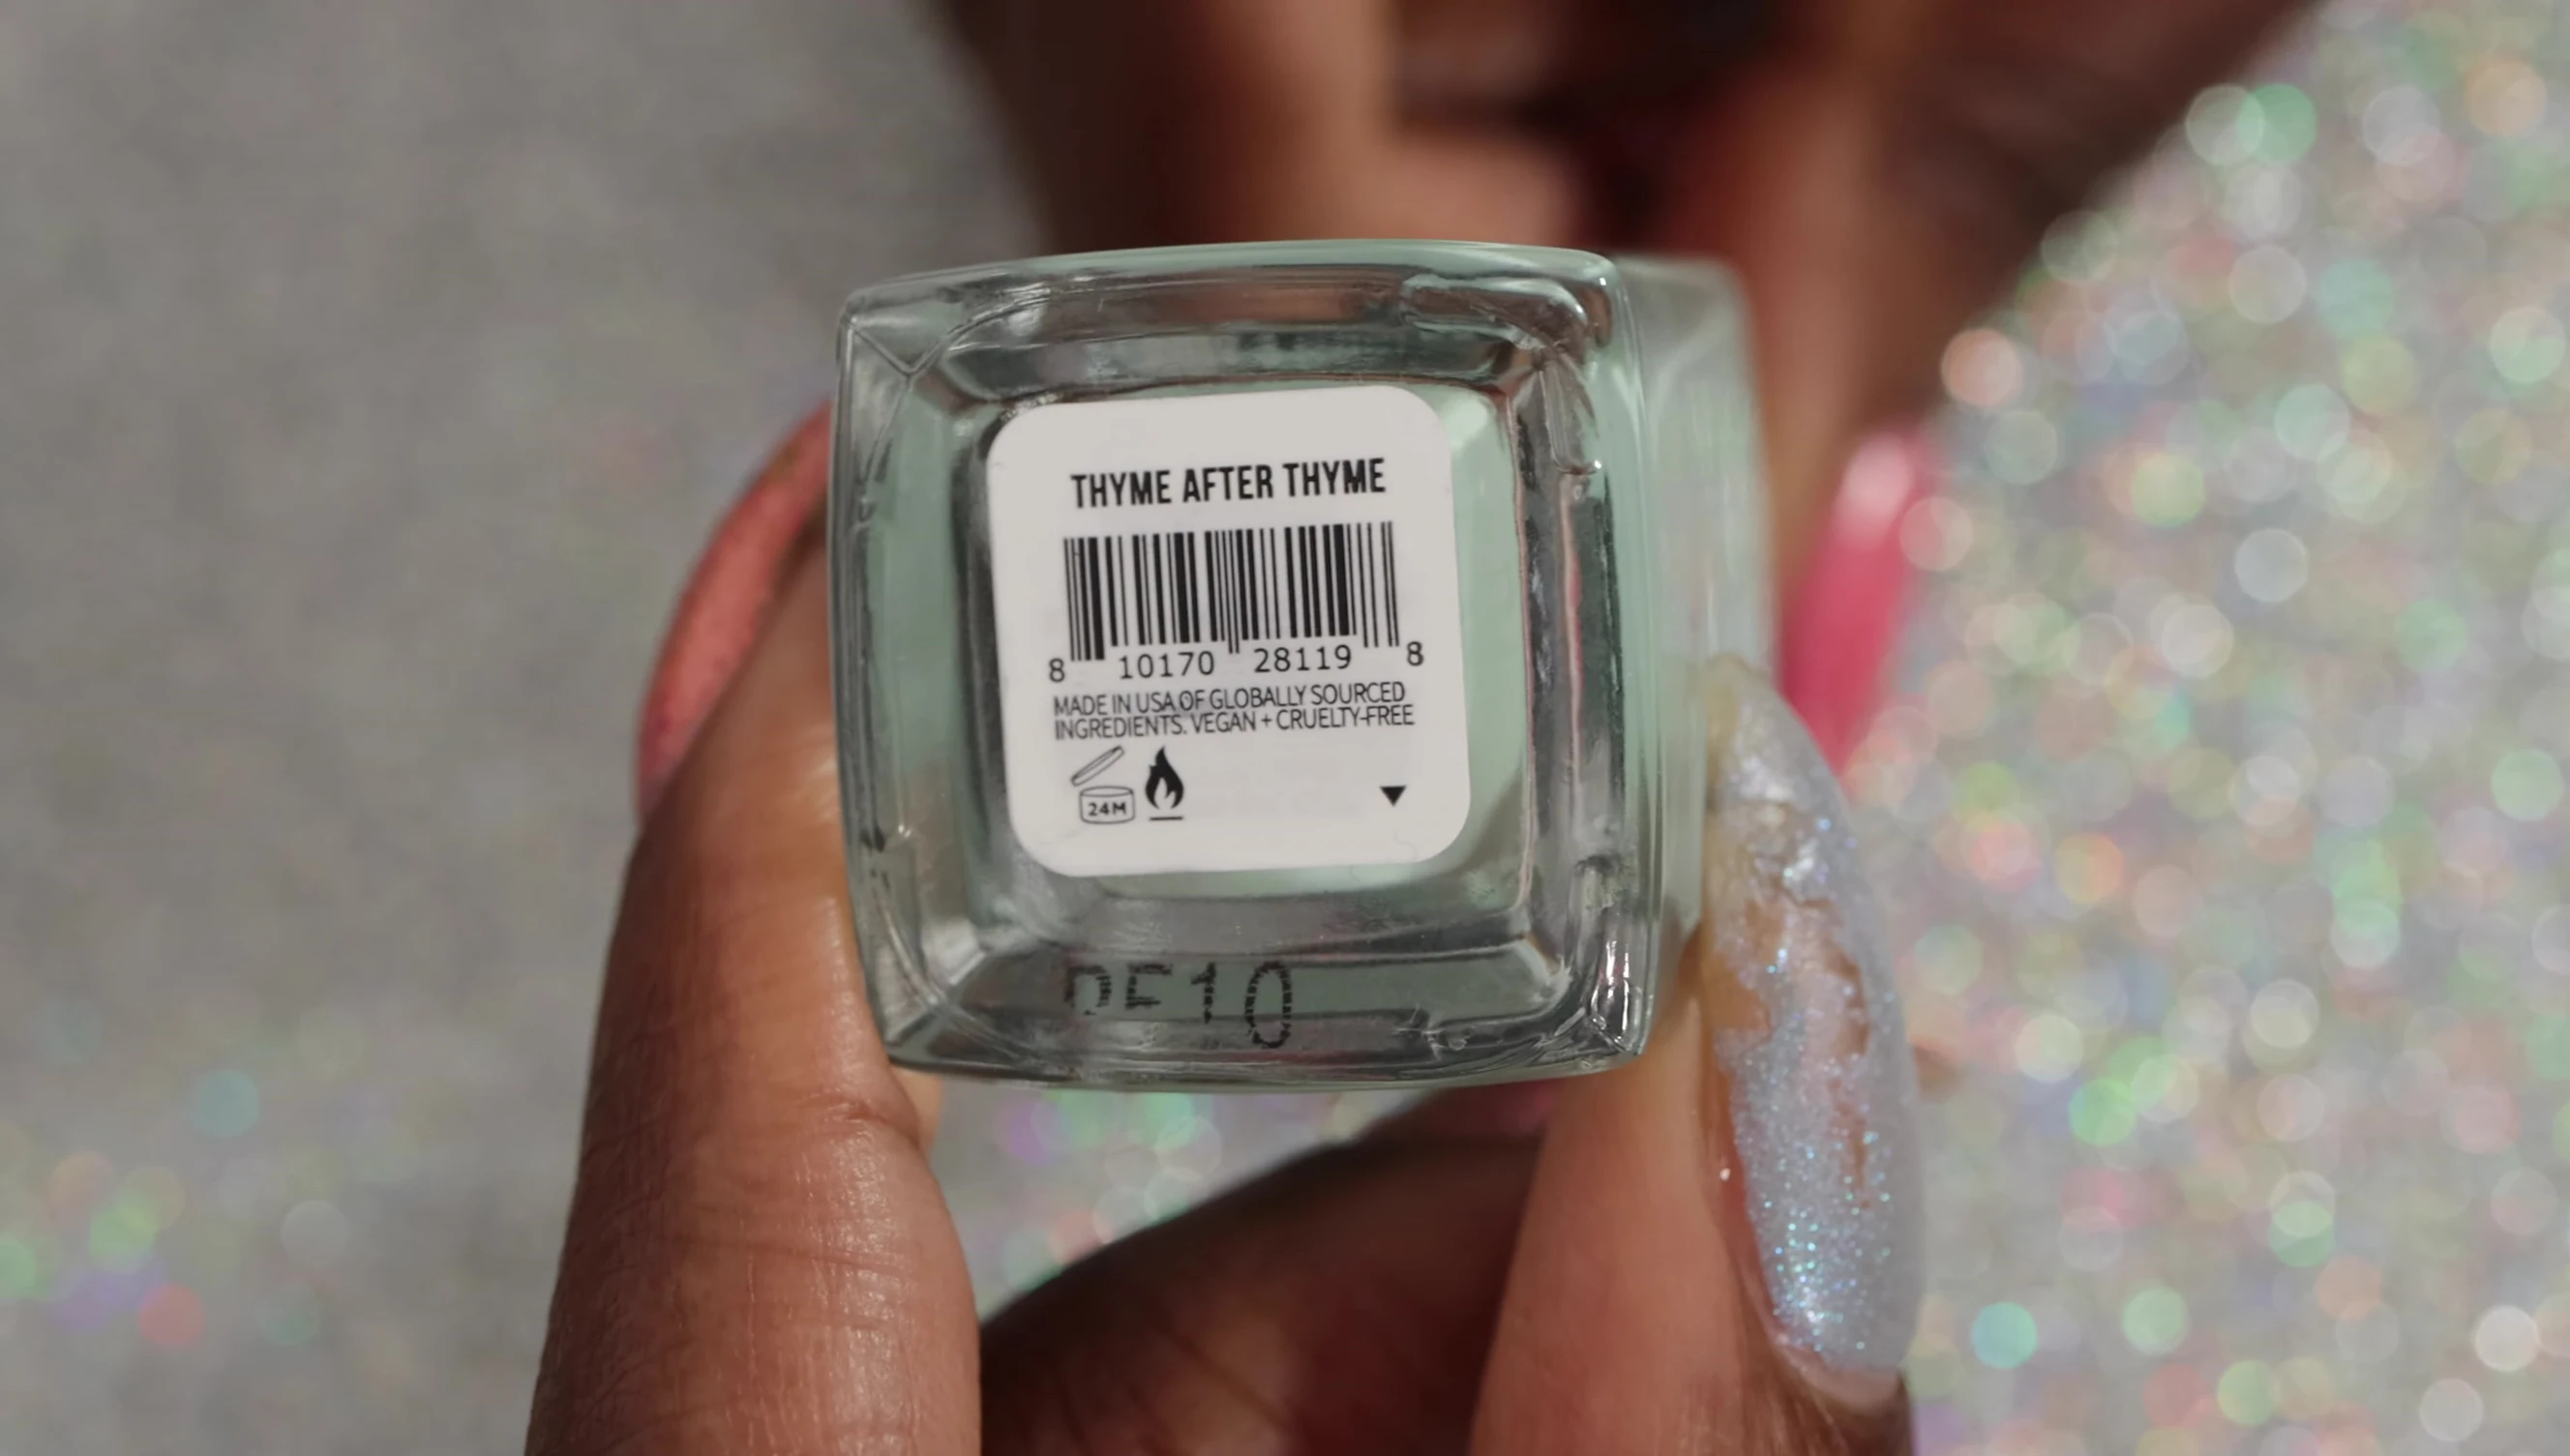 THYME AFTER THYME
8 10170 28119 8
MADE IN USA OF GLOBALLY SOURCED
INGREDIENTS. VEGAN + CRUELTY-FREE
24M